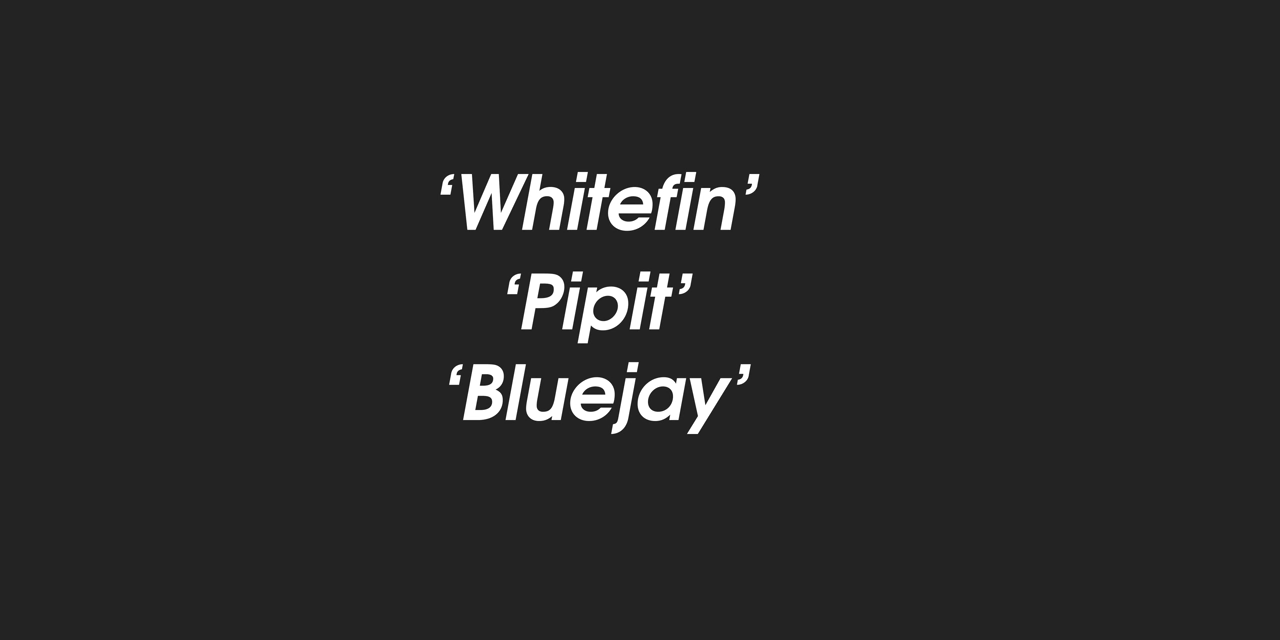 ‘Whitefin’
‘Pipit’
‘Bluejay’